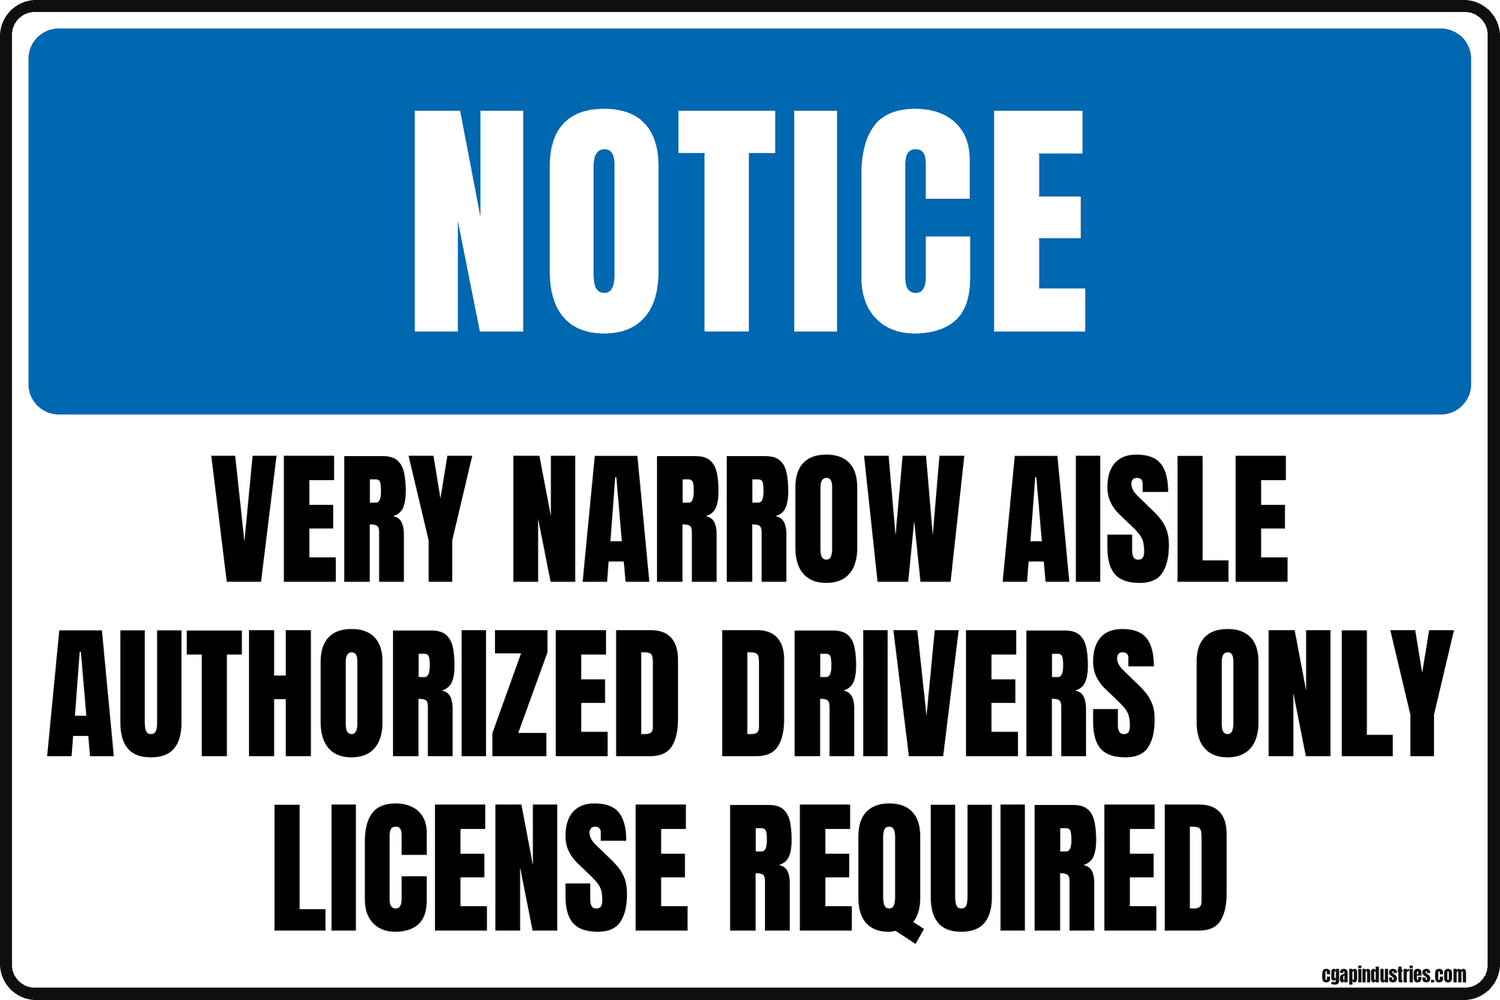 NOTICE
VERY NARROW AISLE
AUTHORIZED DRIVERS ONLY
LICENSE REQUIRED
cgapindustries.com